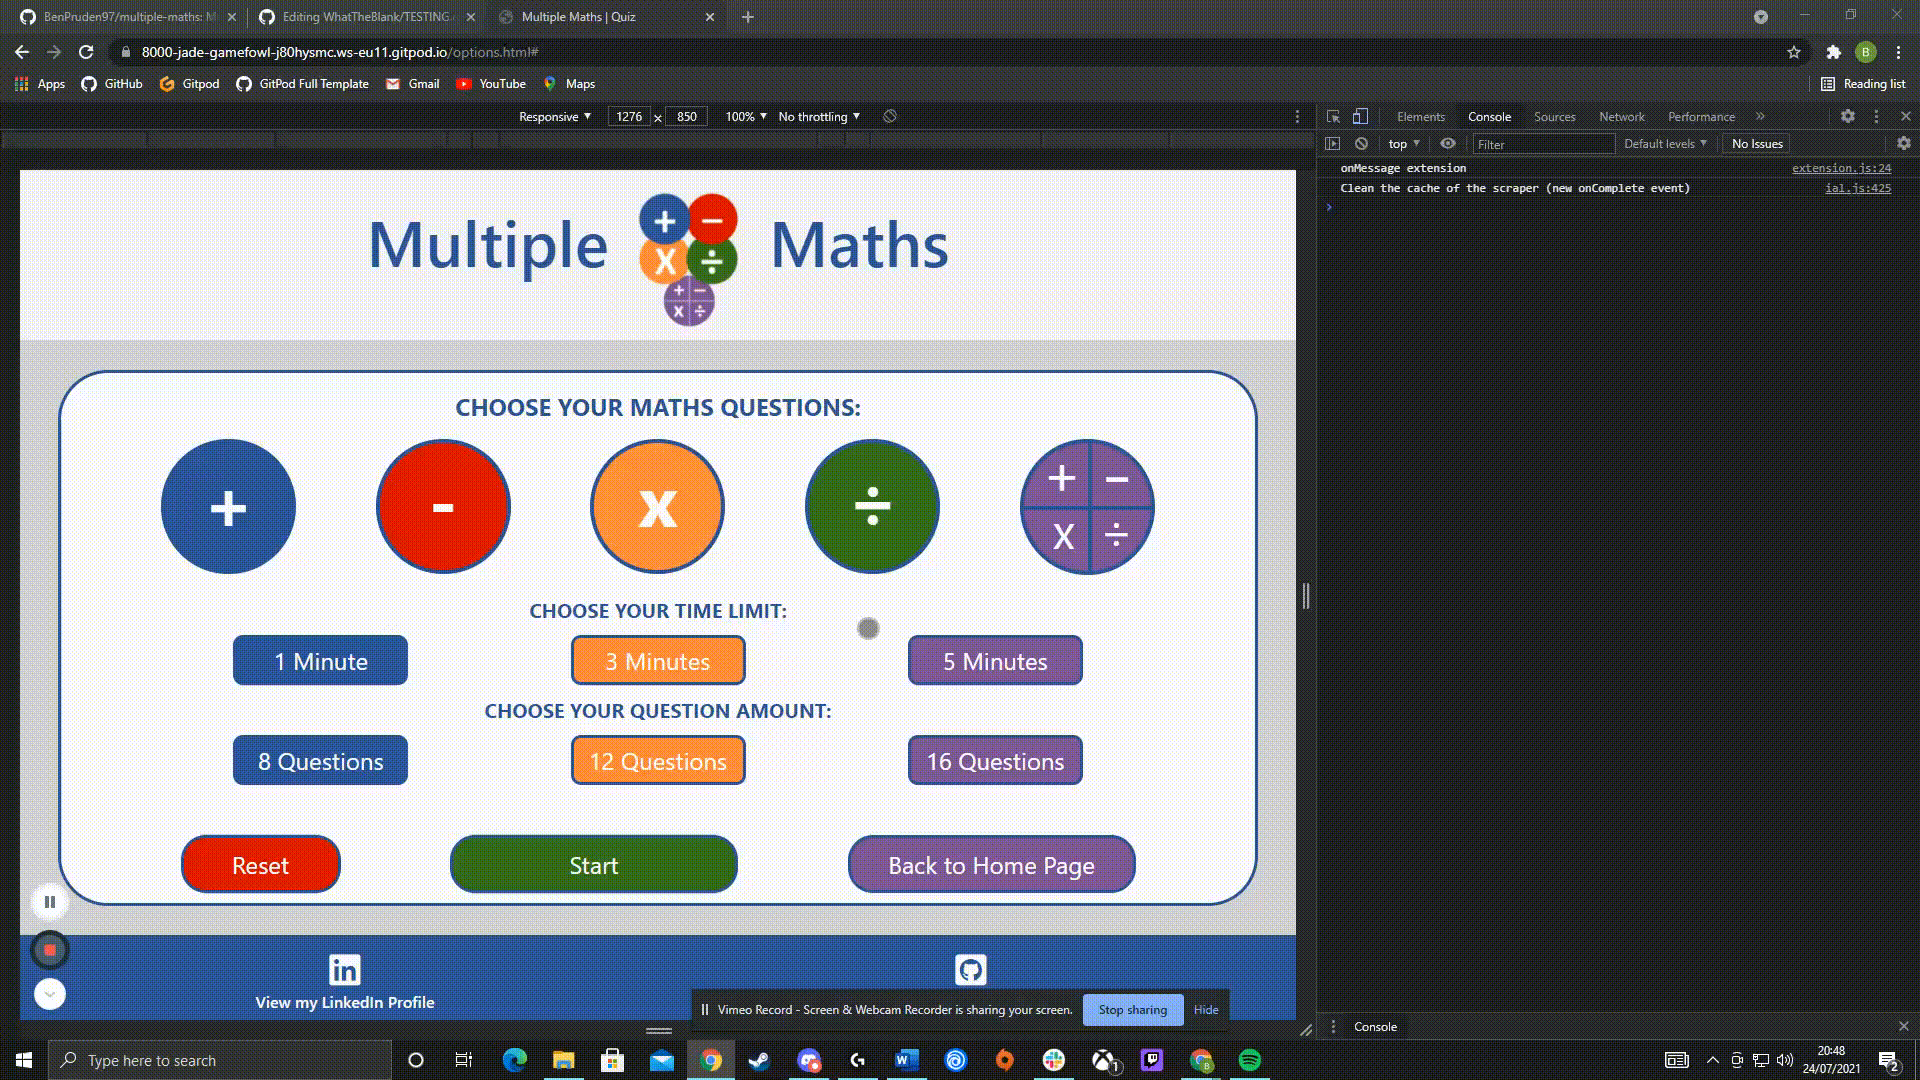 BenPruden97/multiple-maths: M
Editing WhatTheBlank/TESTING.
Multiple Maths | Quiz
8000-jade-gamefowl-j80hysmc.ws-eu11.gitpod.io/options.html#
B
Apps
GitHub
Gitpod
GitPod Full Template
Gmail
YouTube
Maps
Reading list
Responsive
1276 x 850
100%
No throttling
Elements
Console
Sources
Network
Performance
top
Filter
Default levels
No Issues
onMessage extension
extension.js:24
Clean the cache of the scraper (new onComplete event)
ial.js:425
Multiple Maths
+ −
X ÷
+ −
x ÷
CHOOSE YOUR MATHS QUESTIONS:
+ - x ÷
+ −
X ÷
CHOOSE YOUR TIME LIMIT:
1 Minute
3 Minutes
5 Minutes
CHOOSE YOUR QUESTION AMOUNT:
8 Questions
12 Questions
16 Questions
Reset
Start
Back to Home Page
in
View my LinkedIn Profile
Vimeo Record - Screen & Webcam Recorder is sharing your screen.
Stop sharing
Hide
Console
Type here to search
1
20:48
24/07/2021
2